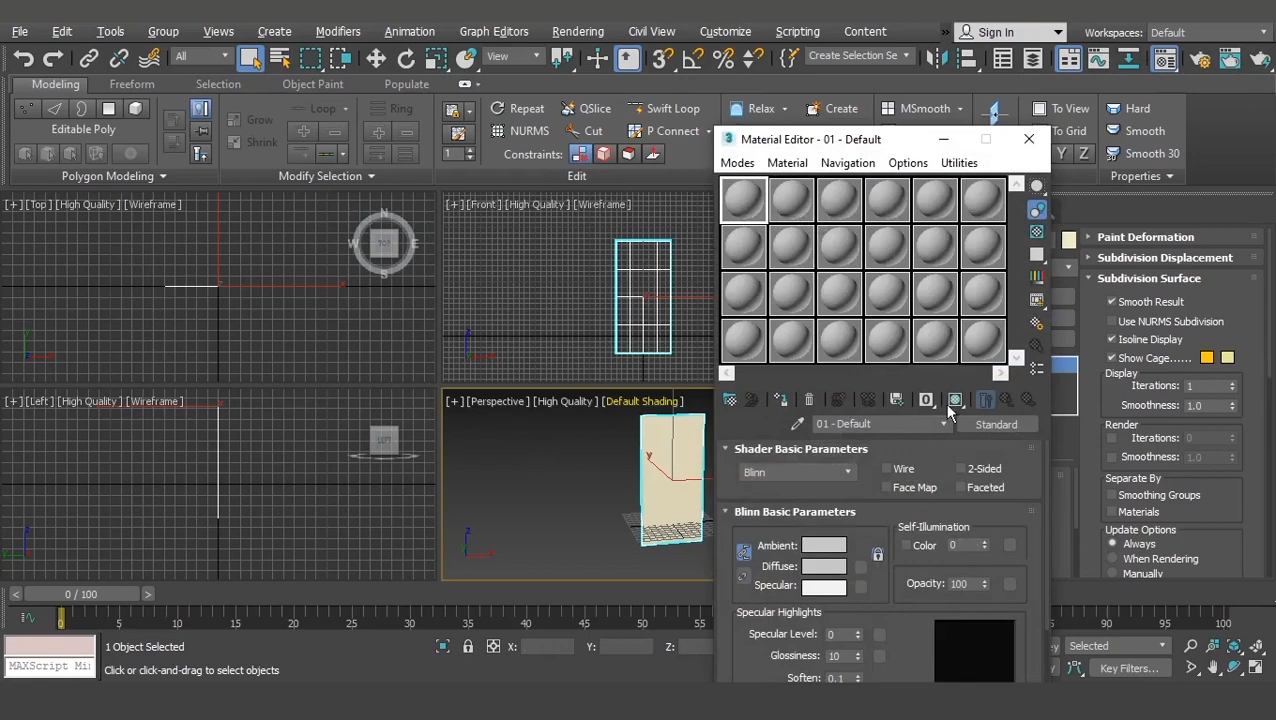 File Edit Tools Group Views Create Modifiers Animation Graph Editors Rendering Civil View Customize Scripting Content Sign In Workspaces: Default
All View Create Selection Se
Modeling Freeform Selection Object Paint Populate
Editable Poly
Grow Loop Ring
Shrink
Repeat QSlice Swift Loop Relax Create MSmooth To View Hard
1 NURMS Cut P Connect To Grid Smooth
Constraints: Y Z Smooth 30
Polygon Modeling Modify Selection Edit Properties
Material Editor - 01 - Default
Modes Material Navigation Options Utilities
[+] [Top] [High Quality] [Wireframe]
TOP N E S W
[+] [Front] [High Quality] [Wireframe]
[+] [Left] [High Quality] [Wireframe]
LEFT
[+] [Perspective] [High Quality] [Default Shading]
01 - Default Standard
Shader Basic Parameters
Blinn Wire 2-Sided
Face Map Faceted
Blinn Basic Parameters
Self-Illumination
Ambient: Color 0
Diffuse:
Specular: Opacity: 100
Specular Highlights
Specular Level: 0
Glossiness: 10
Soften: 0.1
Paint Deformation
Subdivision Displacement
Subdivision Surface
Smooth Result
Use NURMS Subdivision
Isoline Display
Show Cage......
Display
Iterations: 1
Smoothness: 1.0
Render
Iterations: 0
Smoothness: 1.0
Separate By
Smoothing Groups
Materials
Update Options
Always
When Rendering
Manually
0 / 100
0 5 10 15 20 25 30 35 40 45 50 55 75 80 85 90 95 100
1 Object Selected X: Y: Z: Selected
MAXScript Mi Click or click-and-drag to select objects Key Filters...